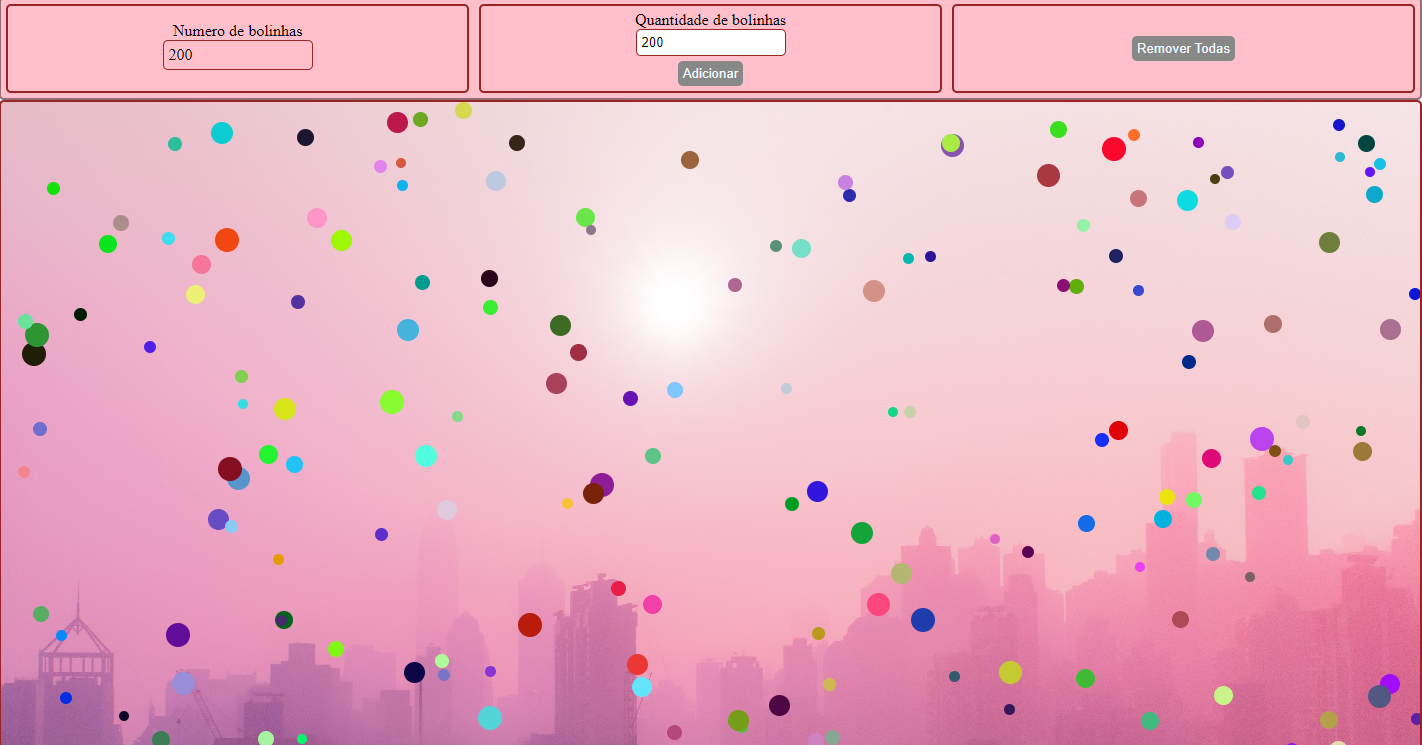 Numero de bolinhas
200
Quantidade de bolinhas
200
Adicionar
Remover Todas